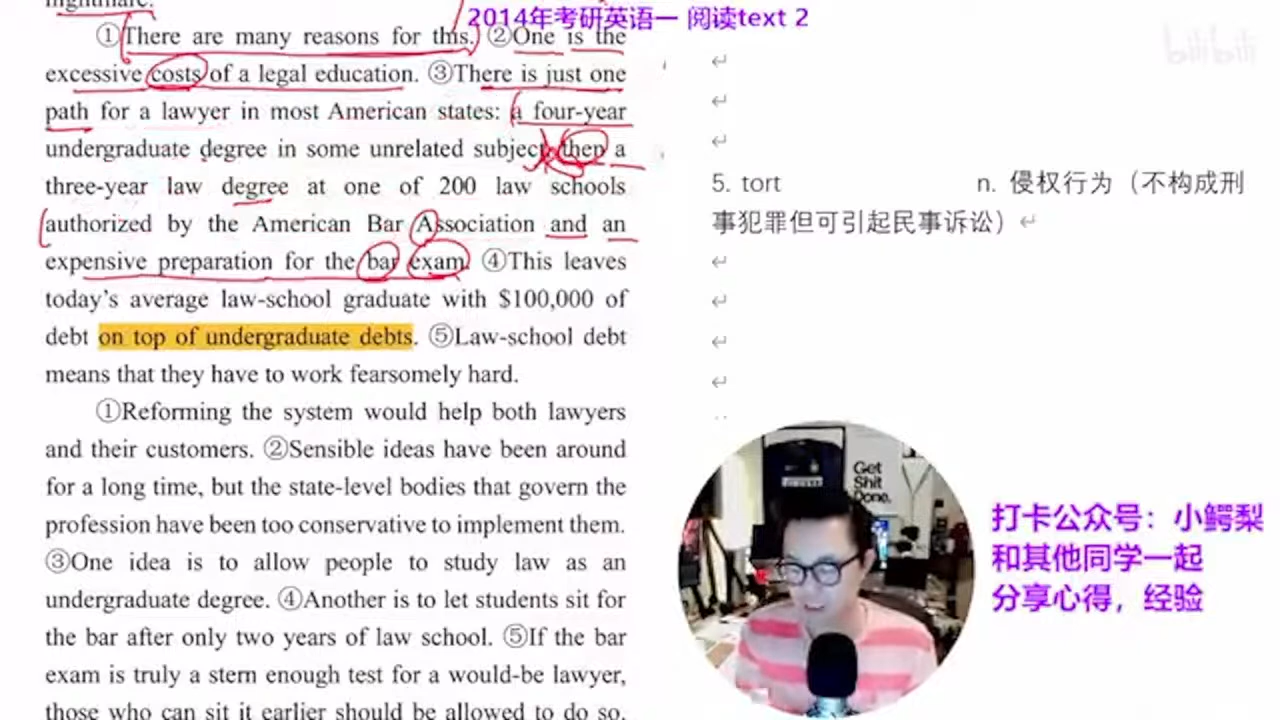 nightmare.
2014年考研英语一 阅读text 2
①There are many reasons for this. ②One is the
excessive costs of a legal education. ③There is just one
path for a lawyer in most American states: a four-year
undergraduate degree in some unrelated subject, then a
three-year law degree at one of 200 law schools
authorized by the American Bar Association and an
expensive preparation for the bar exam. ④This leaves
today's average law-school graduate with $100,000 of
debt on top of undergraduate debts. ⑤Law-school debt
means that they have to work fearsomely hard.
①Reforming the system would help both lawyers
and their customers. ②Sensible ideas have been around
for a long time, but the state-level bodies that govern the
profession have been too conservative to implement them.
③One idea is to allow people to study law as an
undergraduate degree. ④Another is to let students sit for
the bar after only two years of law school. ⑤If the bar
exam is truly a stern enough test for a would-be lawyer,
those who can sit it earlier should be allowed to do so.
bilibili
5. tort n. 侵权行为（不构成刑
事犯罪但可引起民事诉讼）
Get
Shit
Done.
打卡公众号：小鳄梨
和其他同学一起
分享心得，经验